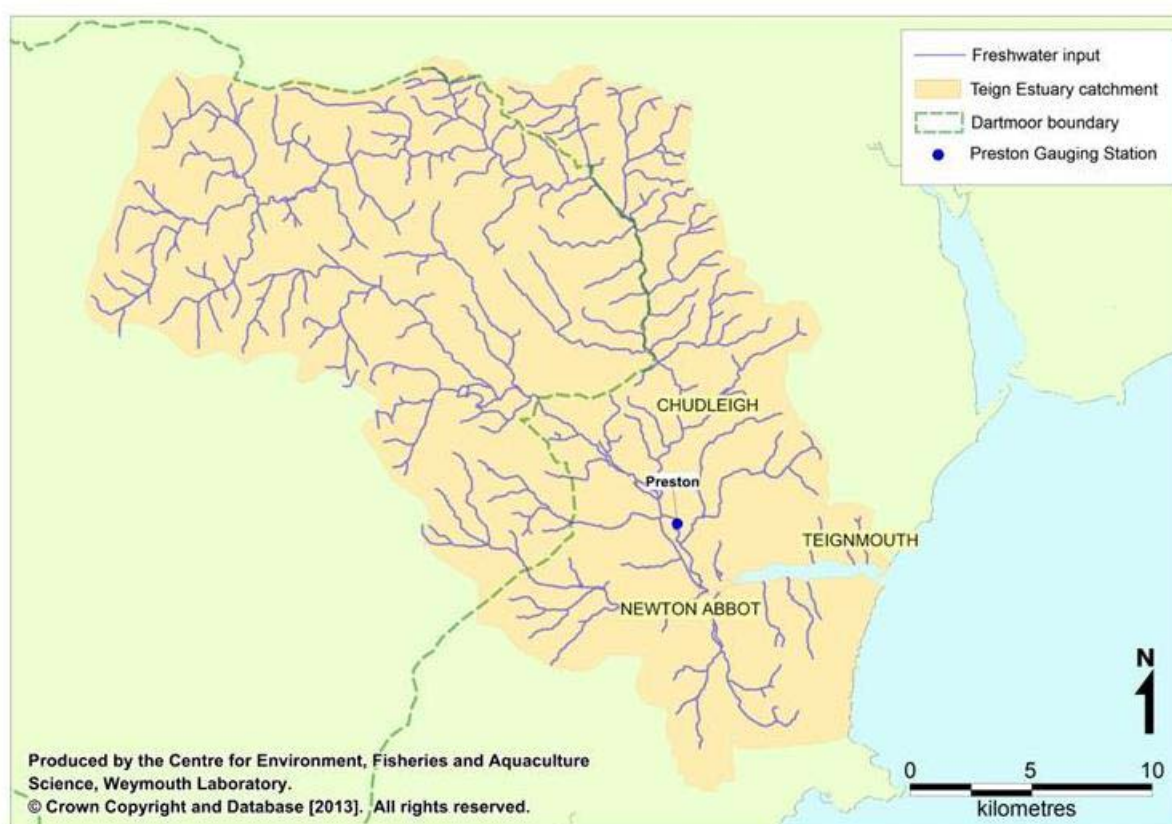 Freshwater input
Teign Estuary catchment
Dartmoor boundary
Preston Gauging Station
CHUDLEIGH
Preston
TEIGNMOUTH
NEWTON ABBOT
N
Produced by the Centre for Environment, Fisheries and Aquaculture
Science, Weymouth Laboratory.
© Crown Copyright and Database [2013]. All rights reserved.
0 5 10
kilometres